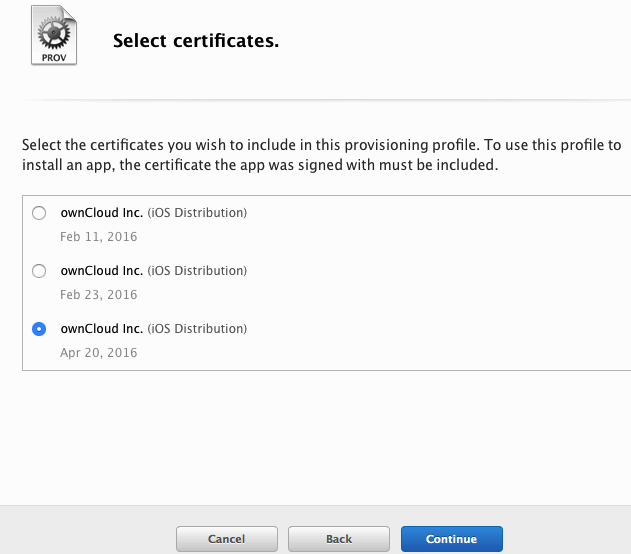 PROV
Select certificates.
Select the certificates you wish to include in this provisioning profile. To use this profile to
install an app, the certificate the app was signed with must be included.
ownCloud Inc. (iOS Distribution)
Feb 11, 2016
ownCloud Inc. (iOS Distribution)
Feb 23, 2016
ownCloud Inc. (iOS Distribution)
Apr 20, 2016
Cancel
Back
Continue